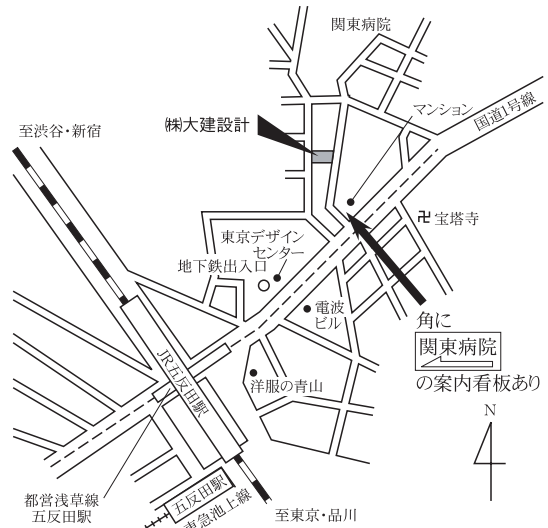 関東病院
国道1号線
マンション
㈱大建設計
至渋谷・新宿
卍 宝塔寺
東京デザイン
センター
地下鉄出入口
電波
ビル
角に
関東病院
の案内看板あり
JR五反田駅
洋服の青山
N
都営浅草線
五反田駅
五反田駅
東急池上線
至東京・品川